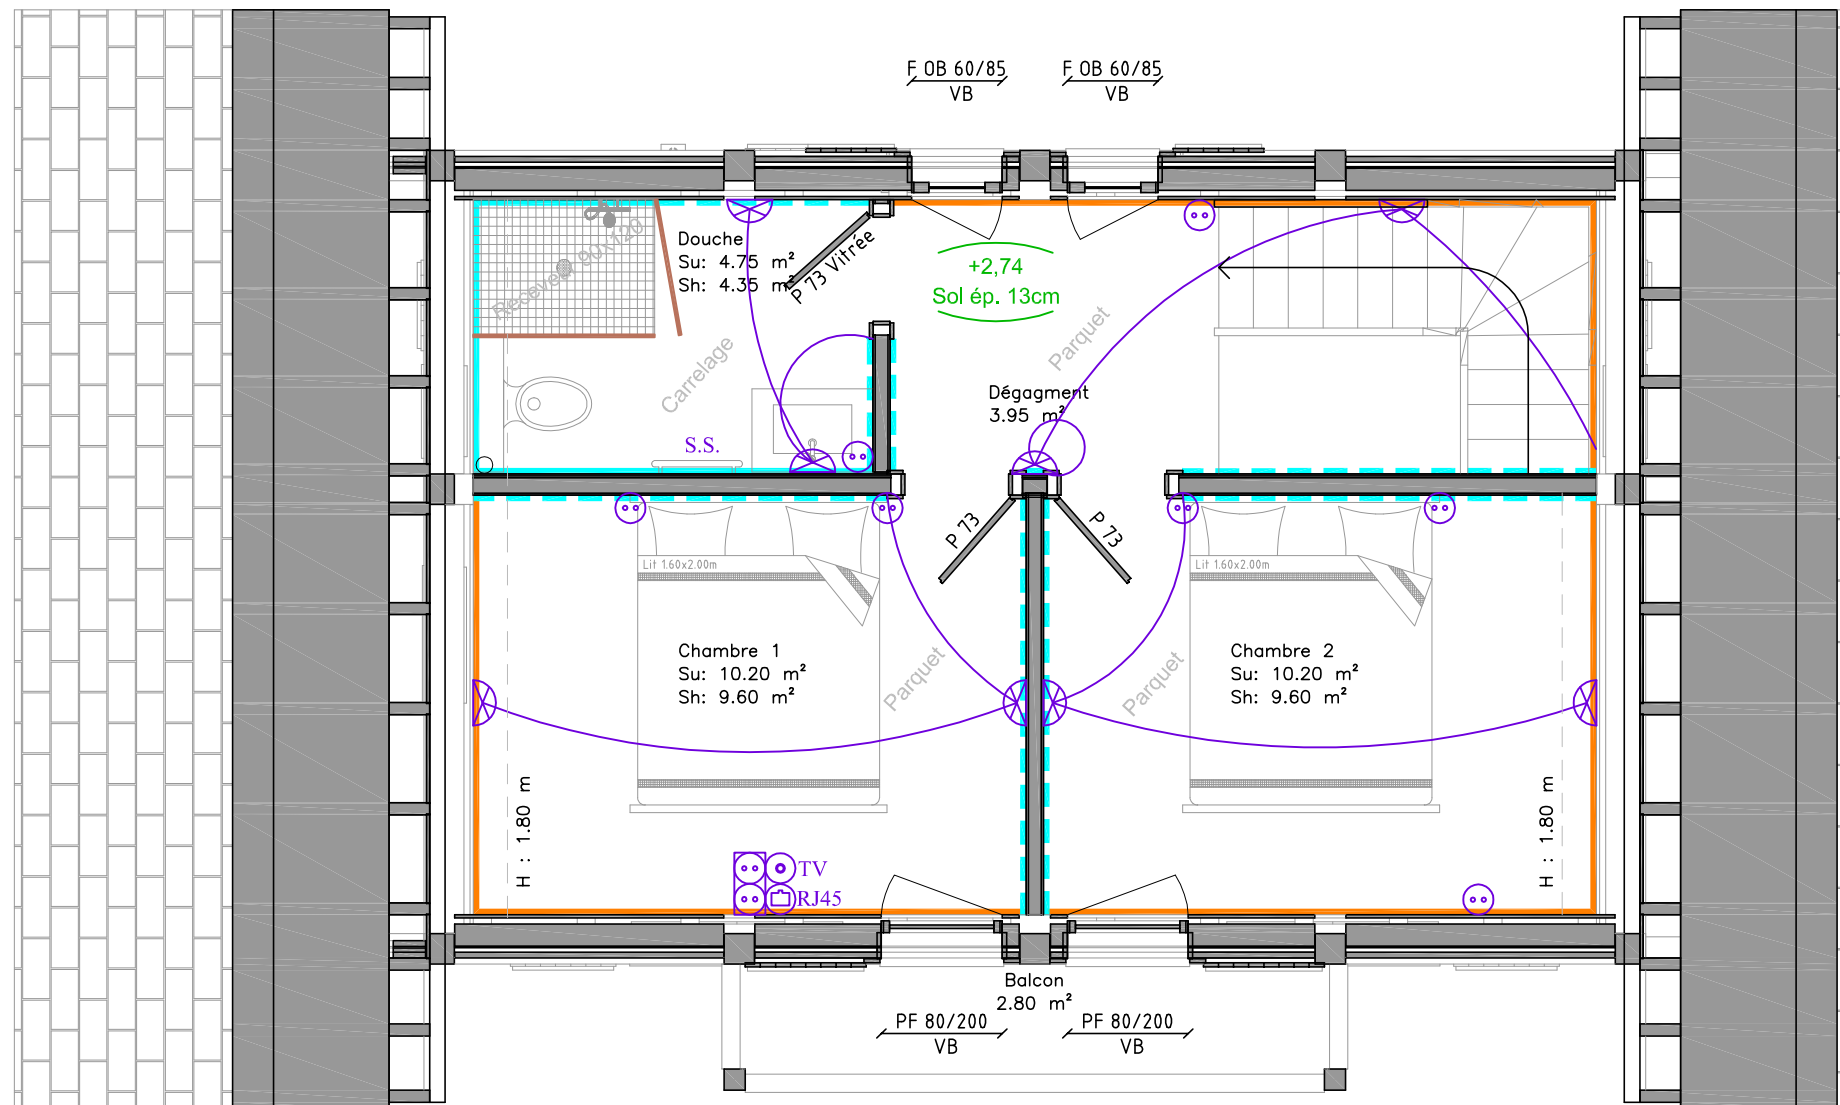 F OB 60/85
VB
F OB 60/85
VB
Receveur 90x120
Douche
Su: 4.75 m²
Sh: 4.35 m²
P 73 Vitrée
+2,74
Sol ép. 13cm
Parquet
Carrelage
Dégagment
3.95 m²
S.S.
P 73
P 73
Lit 1.60x2.00m
Lit 1.60x2.00m
Chambre 1
Su: 10.20 m²
Sh: 9.60 m²
Parquet
Parquet
Chambre 2
Su: 10.20 m²
Sh: 9.60 m²
H : 1.80 m
H : 1.80 m
TV
RJ45
Balcon
2.80 m²
PF 80/200
VB
PF 80/200
VB